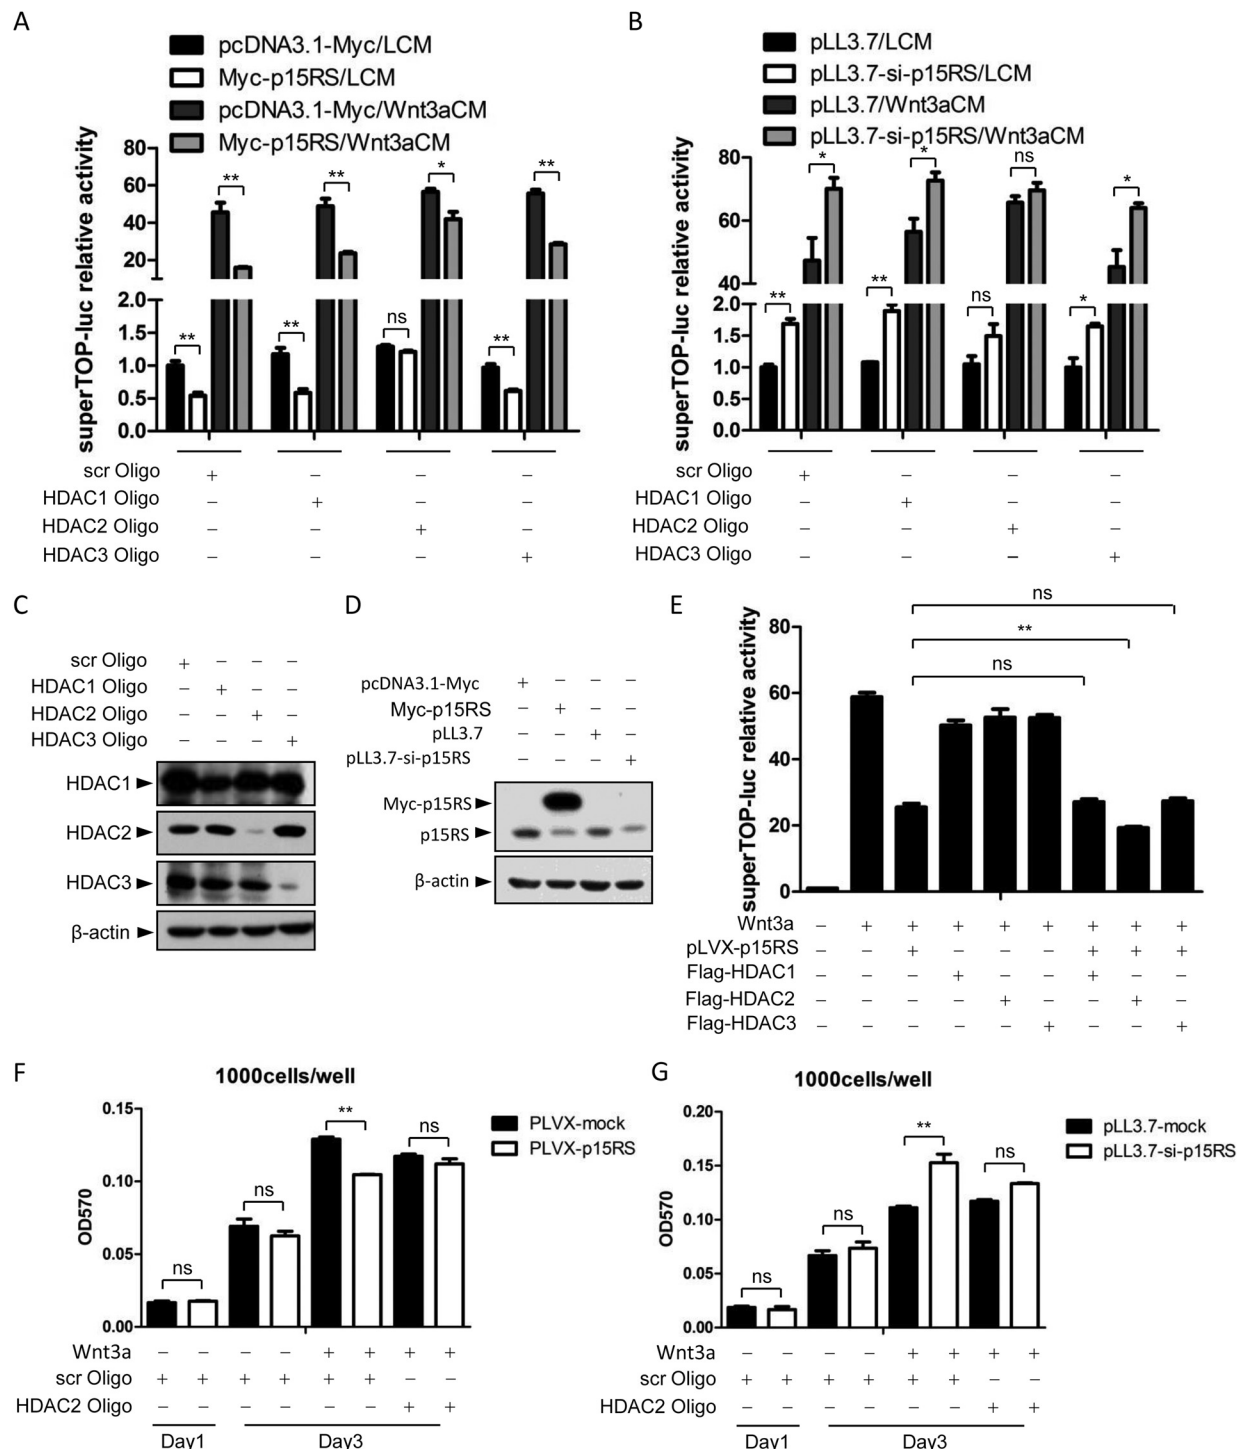 A
pcDNA3.1-Myc/LCM
Myc-p15RS/LCM
pcDNA3.1-Myc/Wnt3aCM
Myc-p15RS/Wnt3aCM
superTOP-luc relative activity
80
60
40
20
2.0
1.5
1.0
0.5
0.0
** ** * **
** ** ns **
scr Oligo + − − −
HDAC1 Oligo − + − −
HDAC2 Oligo − − + −
HDAC3 Oligo − − − +
B
pLL3.7/LCM
pLL3.7-si-p15RS/LCM
pLL3.7/Wnt3aCM
pLL3.7-si-p15RS/Wnt3aCM
superTOP-luc relative activity
80
60
40
2.0
1.5
1.0
0.5
0.0
* * ns *
** ** ns *
scr Oligo + − − −
HDAC1 Oligo − + − −
HDAC2 Oligo − − + −
HDAC3 Oligo − − − +
C
scr Oligo + − − −
HDAC1 Oligo − + − −
HDAC2 Oligo − − + −
HDAC3 Oligo − − − +
HDAC1
HDAC2
HDAC3
β-actin
D
pcDNA3.1-Myc + − − −
Myc-p15RS − + − −
pLL3.7 − − + −
pLL3.7-si-p15RS − − − +
Myc-p15RS
p15RS
β-actin
E
superTOP-luc relative activity
80
60
40
20
0
ns
**
ns
Wnt3a − + + + + + + + +
pLVX-p15RS − − + − − − + + +
Flag-HDAC1 − − − + − − + − −
Flag-HDAC2 − − − − + − − + −
Flag-HDAC3 − − − − − + − − +
F
1000cells/well
PLVX-mock
PLVX-p15RS
OD570
0.15
0.10
0.05
0.00
ns ns ** ns
Wnt3a − − − − + + + +
scr Oligo + + + + + + − −
HDAC2 Oligo − − − − − − + +
Day1 Day3
G
1000cells/well
pLL3.7-mock
pLL3.7-si-p15RS
OD570
0.20
0.15
0.10
0.05
0.00
ns ns ** ns
Wnt3a − − − − + + + +
scr Oligo + + + + + + − −
HDAC2 Oligo − − − − − − + +
Day1 Day3